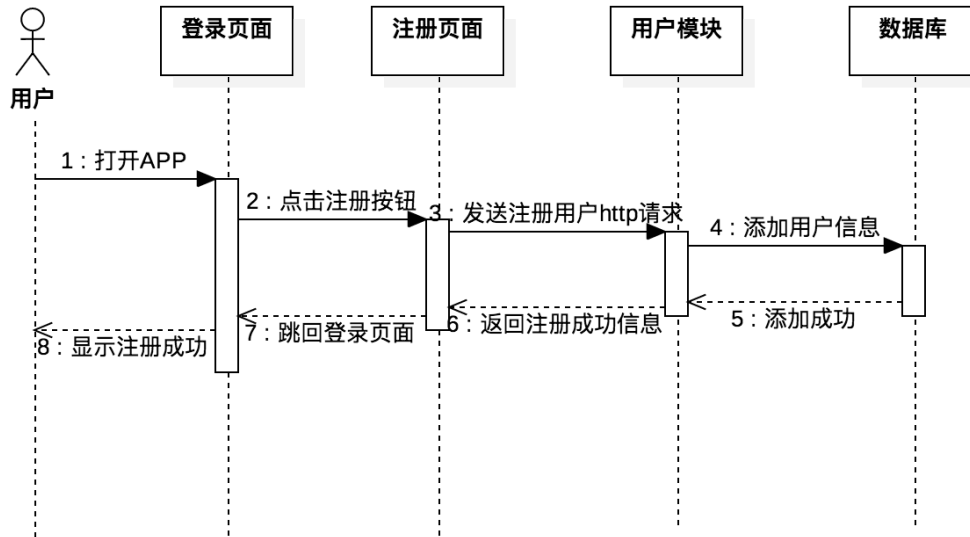 登录页面
注册页面
用户模块
数据库
用户
1 : 打开APP
2 : 点击注册按钮
3 : 发送注册用户http请求
4 : 添加用户信息
5 : 添加成功
6 : 返回注册成功信息
7 : 跳回登录页面
8 : 显示注册成功